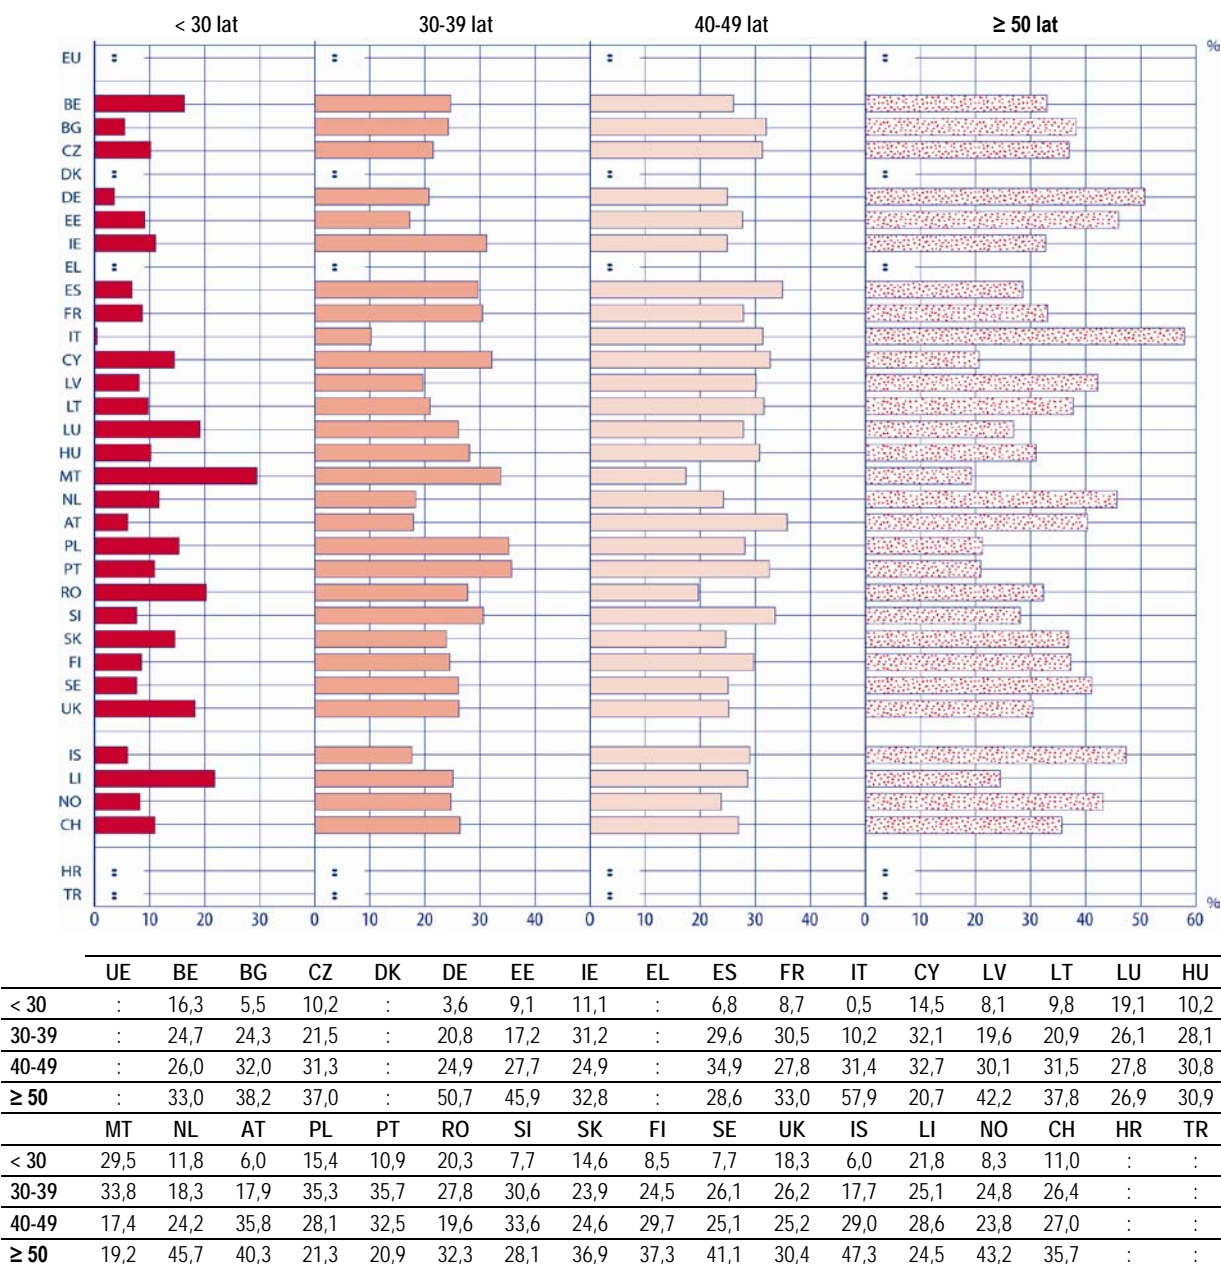 < 30 lat 30-39 lat 40-49 lat ≥ 50 lat
%
EU : : : :
BE
BG
CZ
DK : : : :
DE
EE
IE
EL : : : :
ES
FR
IT
CY
LV
LT
LU
HU
MT
NL
AT
PL
PT
RO
SI
SK
FI
SE
UK
IS
LI
NO
CH
HR : : : :
TR : : : :
%
0 10 20 30 0 10 20 30 40 0 10 20 30 40 0 10 20 30 40 50 60
UE BE BG CZ DK DE EE IE EL ES FR IT CY LV LT LU HU
< 30 : 16,3 5,5 10,2 : 3,6 9,1 11,1 : 6,8 8,7 0,5 14,5 8,1 9,8 19,1 10,2
30-39 : 24,7 24,3 21,5 : 20,8 17,2 31,2 : 29,6 30,5 10,2 32,1 19,6 20,9 26,1 28,1
40-49 : 26,0 32,0 31,3 : 24,9 27,7 24,9 : 34,9 27,8 31,4 32,7 30,1 31,5 27,8 30,8
≥ 50 : 33,0 38,2 37,0 : 50,7 45,9 32,8 : 28,6 33,0 57,9 20,7 42,2 37,8 26,9 30,9
MT NL AT PL PT RO SI SK FI SE UK IS LI NO CH HR TR
< 30 29,5 11,8 6,0 15,4 10,9 20,3 7,7 14,6 8,5 7,7 18,3 6,0 21,8 8,3 11,0 : :
30-39 33,8 18,3 17,9 35,3 35,7 27,8 30,6 23,9 24,5 26,1 26,2 17,7 25,1 24,8 26,4 : :
40-49 17,4 24,2 35,8 28,1 32,5 19,6 33,6 24,6 29,7 25,1 25,2 29,0 28,6 23,8 27,0 : :
≥ 50 19,2 45,7 40,3 21,3 20,9 32,3 28,1 36,9 37,3 41,1 30,4 47,3 24,5 43,2 35,7 : :